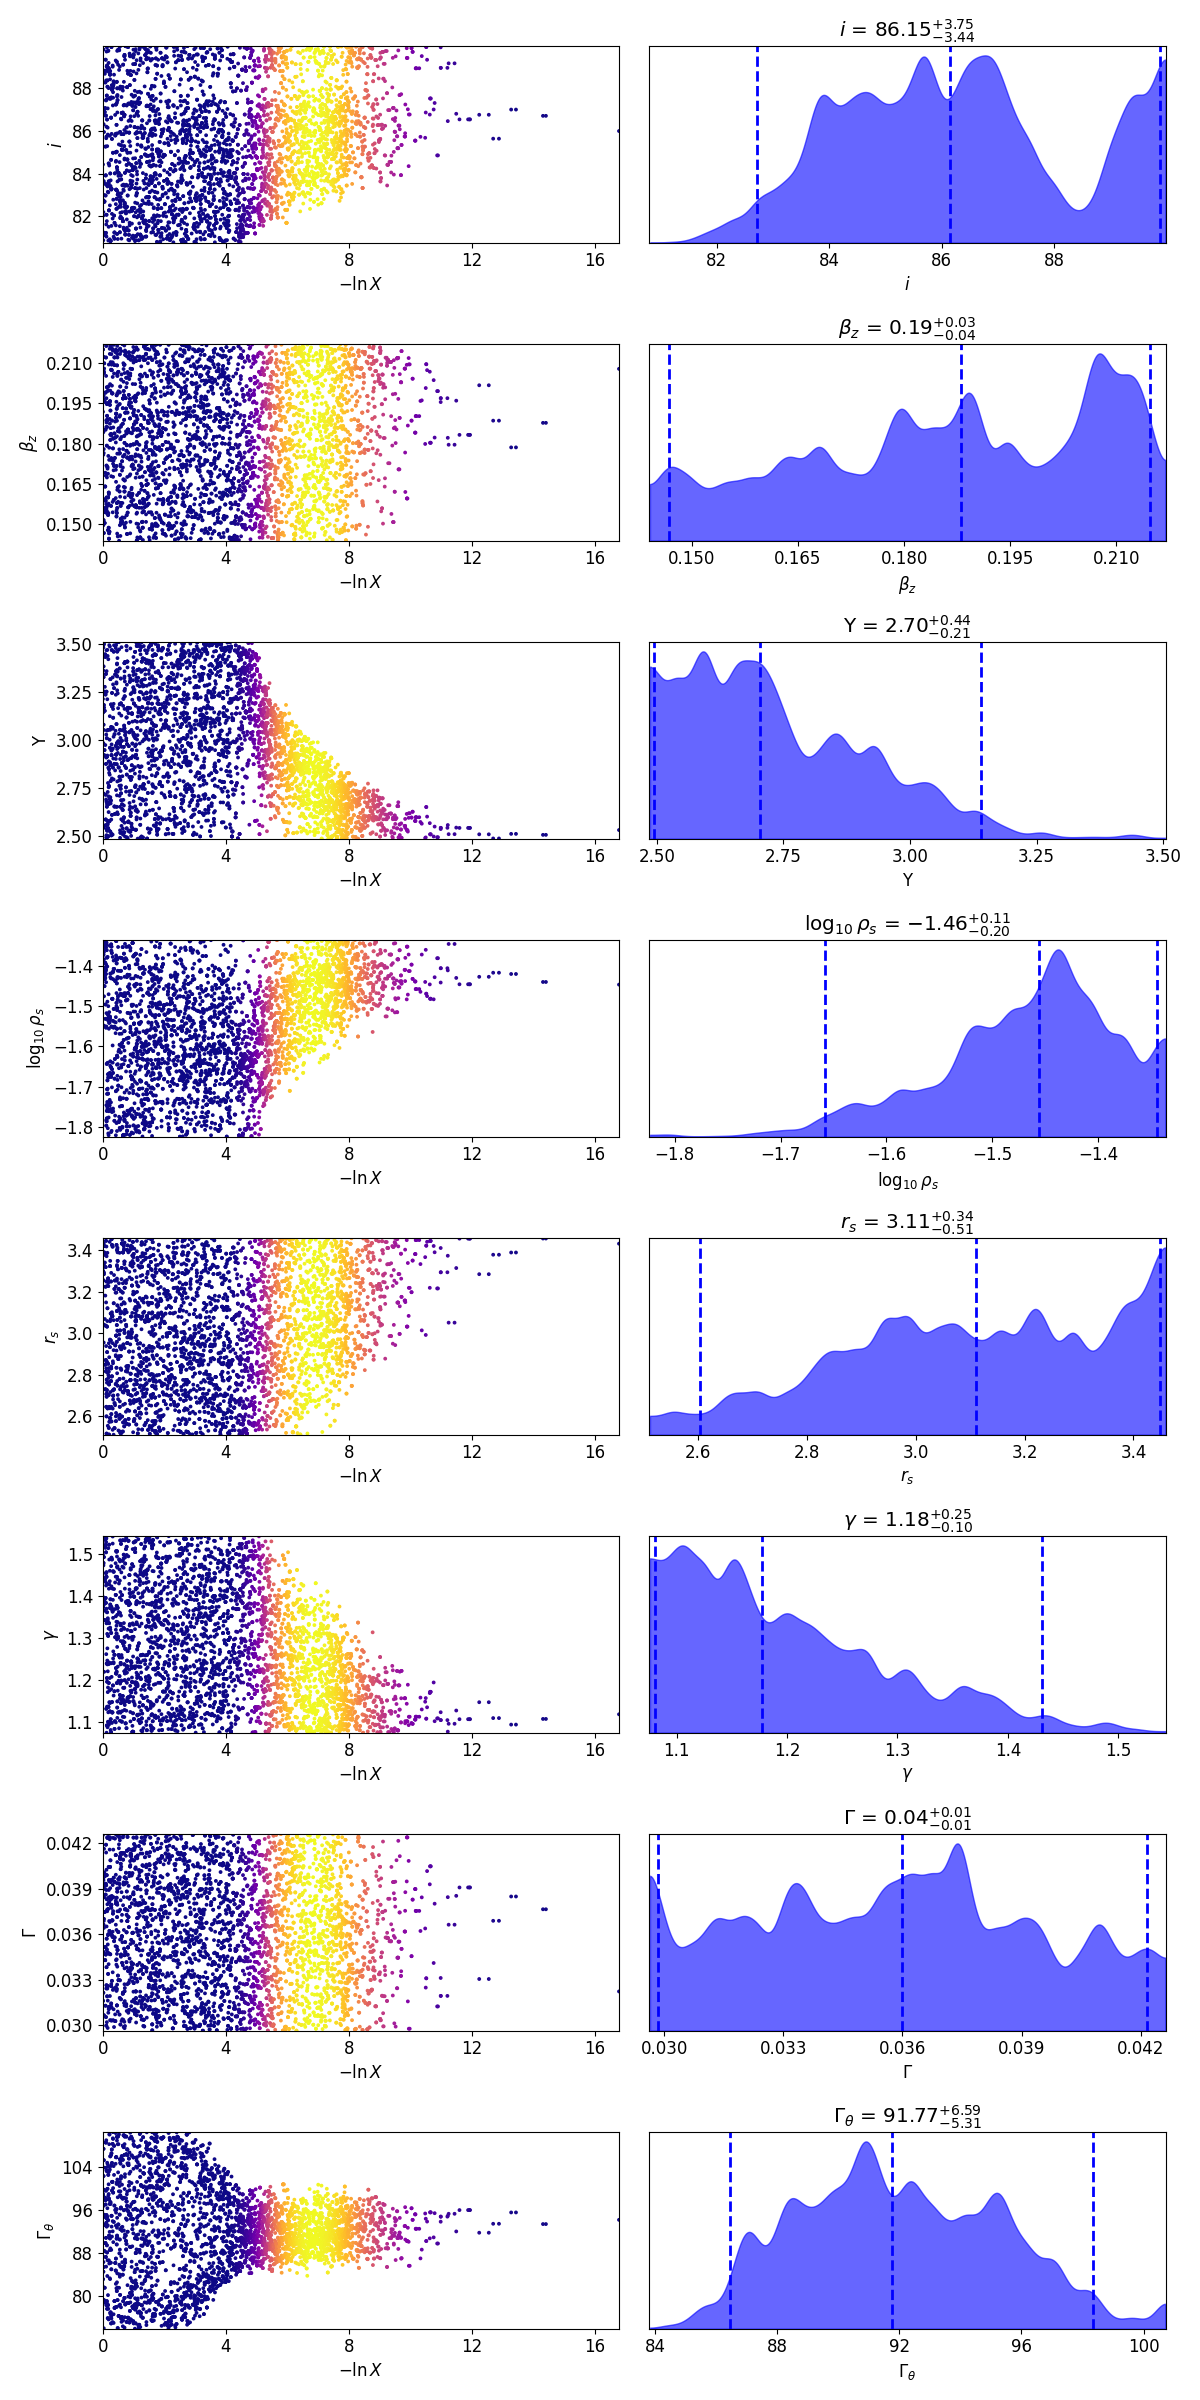 i = 86.15 +3.75 −3.44
88
86
84
82
i
0 4 8 12 16
−ln X
82 84 86 88
i
β_z = 0.19 +0.03 −0.04
0.210
0.195
0.180
0.165
0.150
β_z
0 4 8 12 16
−ln X
0.150 0.165 0.180 0.195 0.210
β_z
Υ = 2.70 +0.44 −0.21
3.50
3.25
3.00
2.75
2.50
Υ
0 4 8 12 16
−ln X
2.50 2.75 3.00 3.25 3.50
Υ
log₁₀ ρ_s = −1.46 +0.11 −0.20
−1.4
−1.5
−1.6
−1.7
−1.8
log₁₀ ρ_s
0 4 8 12 16
−ln X
−1.8 −1.7 −1.6 −1.5 −1.4
log₁₀ ρ_s
r_s = 3.11 +0.34 −0.51
3.4
3.2
3.0
2.8
2.6
r_s
0 4 8 12 16
−ln X
2.6 2.8 3.0 3.2 3.4
r_s
γ = 1.18 +0.25 −0.10
1.5
1.4
1.3
1.2
1.1
γ
0 4 8 12 16
−ln X
1.1 1.2 1.3 1.4 1.5
γ
Γ = 0.04 +0.01 −0.01
0.042
0.039
0.036
0.033
0.030
Γ
0 4 8 12 16
−ln X
0.030 0.033 0.036 0.039 0.042
Γ
Γ_θ = 91.77 +6.59 −5.31
104
96
88
80
Γ_θ
0 4 8 12 16
−ln X
84 88 92 96 100
Γ_θ